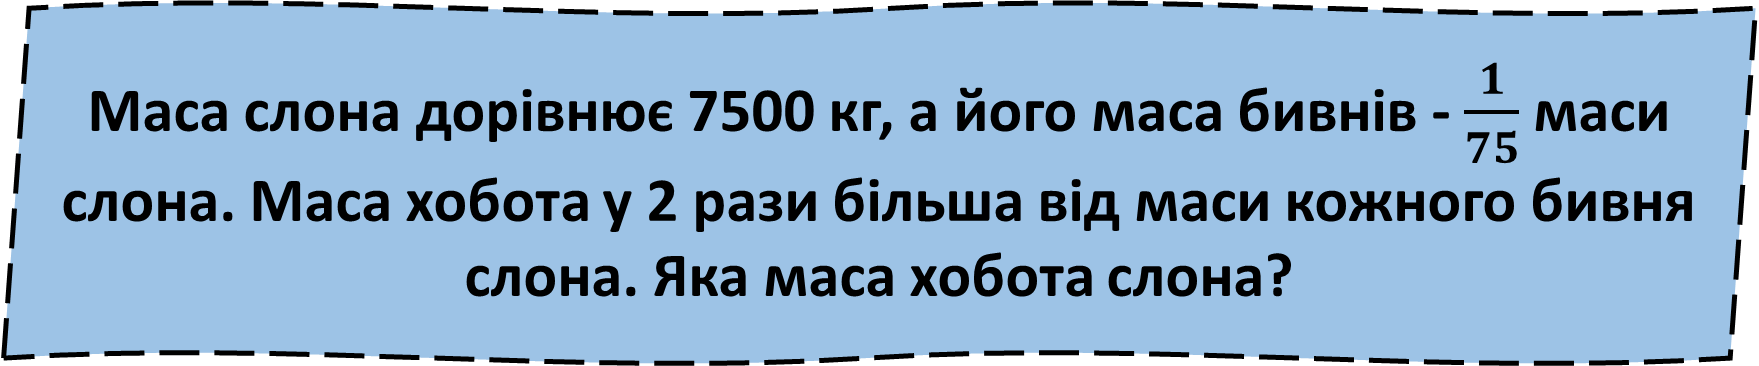 Маса слона дорівнює 7500 кг, а його маса бивнів - 1/75 маси
слона. Маса хобота у 2 рази більша від маси кожного бивня
слона. Яка маса хобота слона?